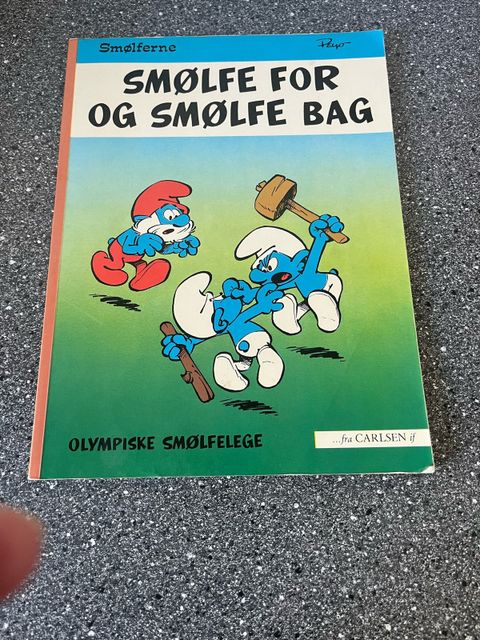 Smølferne
Peyo
SMØLFE FOR
OG SMØLFE BAG
OLYMPISKE SMØLFELEGE
...fra CARLSEN if